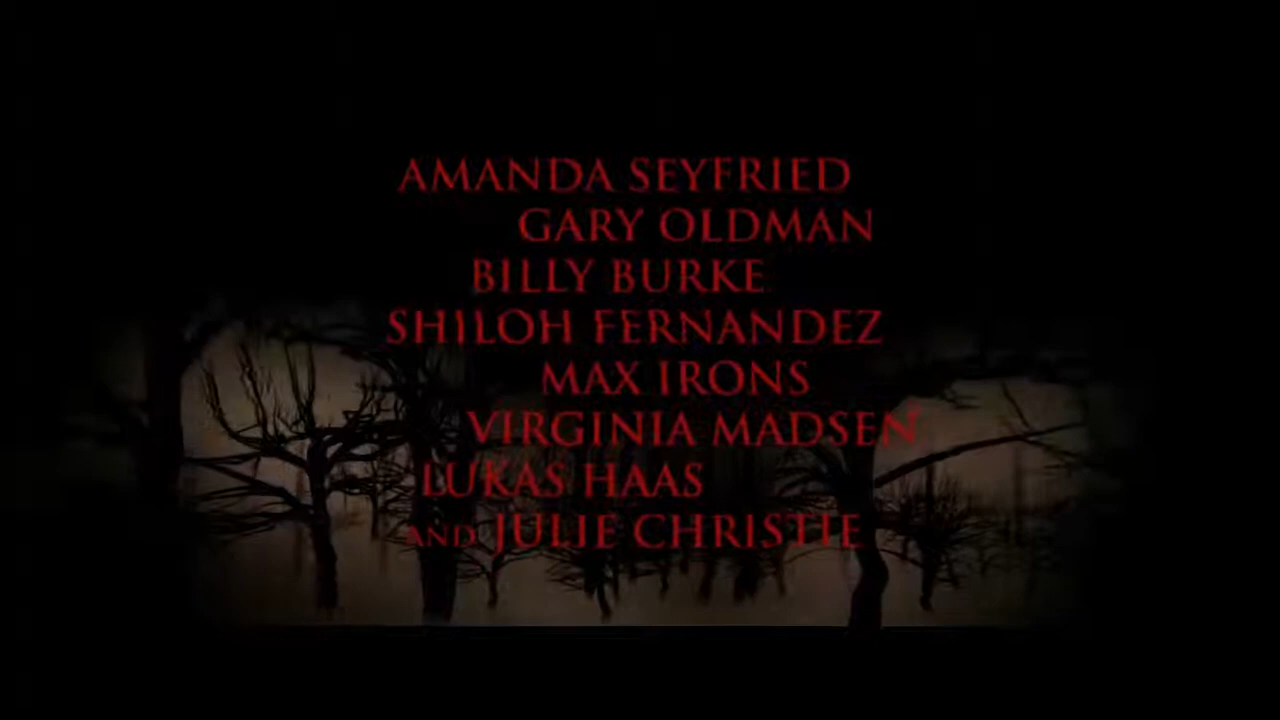 AMANDA SEYFRIED
GARY OLDMAN
BILLY BURKE
SHILOH FERNANDEZ
MAX IRONS
VIRGINIA MADSEN
LUKAS HAAS
AND JULIE CHRISTIE